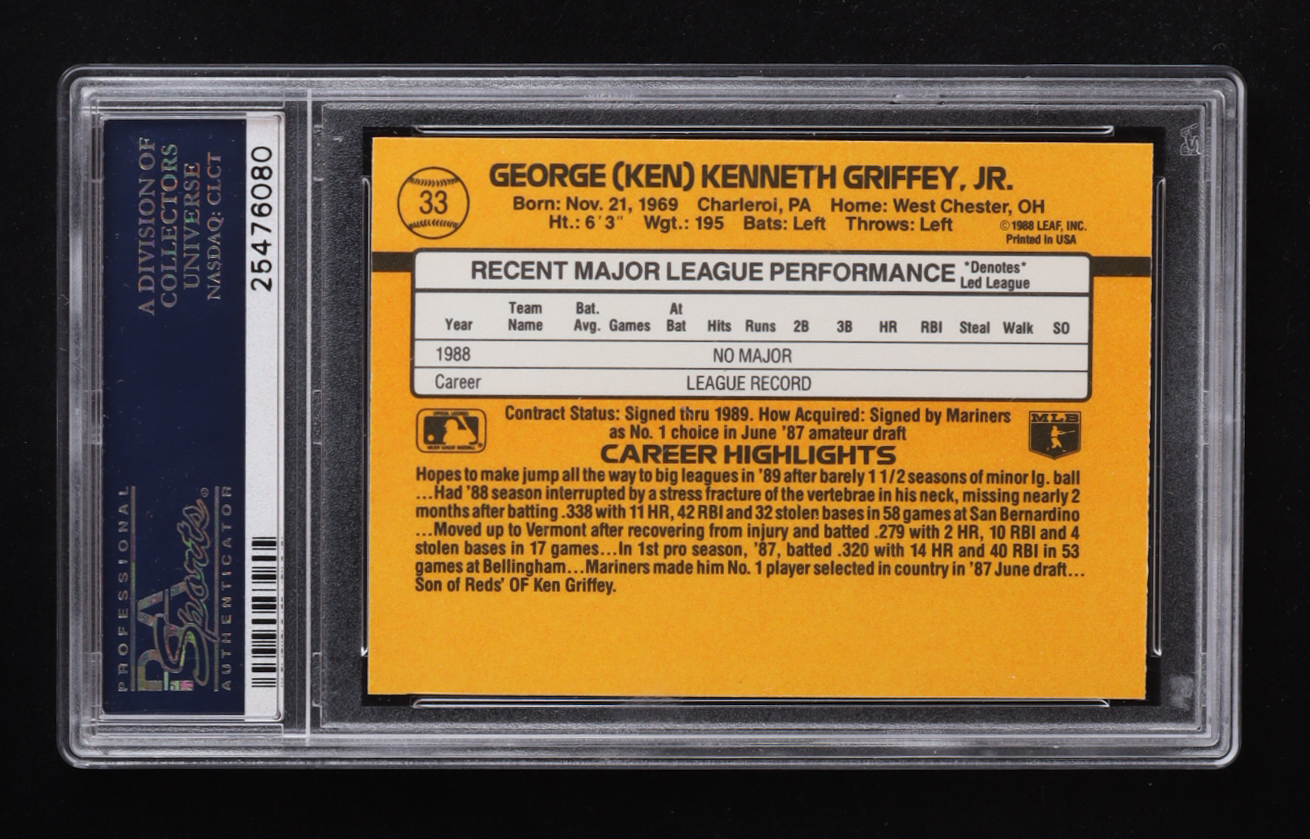 A DIVISION OF
COLLECTORS
UNIVERSE
NASDAQ: CLCT
25476080
PROFESSIONAL
PSA
Sports®
AUTHENTICATOR
33
GEORGE (KEN) KENNETH GRIFFEY, JR.
Born: Nov. 21, 1969 Charleroi, PA Home: West Chester, OH
Ht.: 6'3" Wgt.: 195 Bats: Left Throws: Left
©1988 LEAF, INC.
Printed In USA
RECENT MAJOR LEAGUE PERFORMANCE *Denotes* Led League
Year Team Name Bat. Avg. Games At Bat Hits Runs 2B 3B HR RBI Steal Walk SO
1988 NO MAJOR
Career LEAGUE RECORD
Contract Status: Signed thru 1989. How Acquired: Signed by Mariners
as No. 1 choice in June '87 amateur draft
MLB
CAREER HIGHLIGHTS
Hopes to make jump all the way to big leagues in '89 after barely 1 1/2 seasons of minor lg. ball
...Had '88 season interrupted by a stress fracture of the vertebrae in his neck, missing nearly 2
months after batting .338 with 11 HR, 42 RBI and 32 stolen bases in 58 games at San Bernardino
...Moved up to Vermont after recovering from injury and batted .279 with 2 HR, 10 RBI and 4
stolen bases in 17 games...In 1st pro season, '87, batted .320 with 14 HR and 40 RBI in 53
games at Bellingham...Mariners made him No. 1 player selected in country in '87 June draft...
Son of Reds' OF Ken Griffey.
PSA